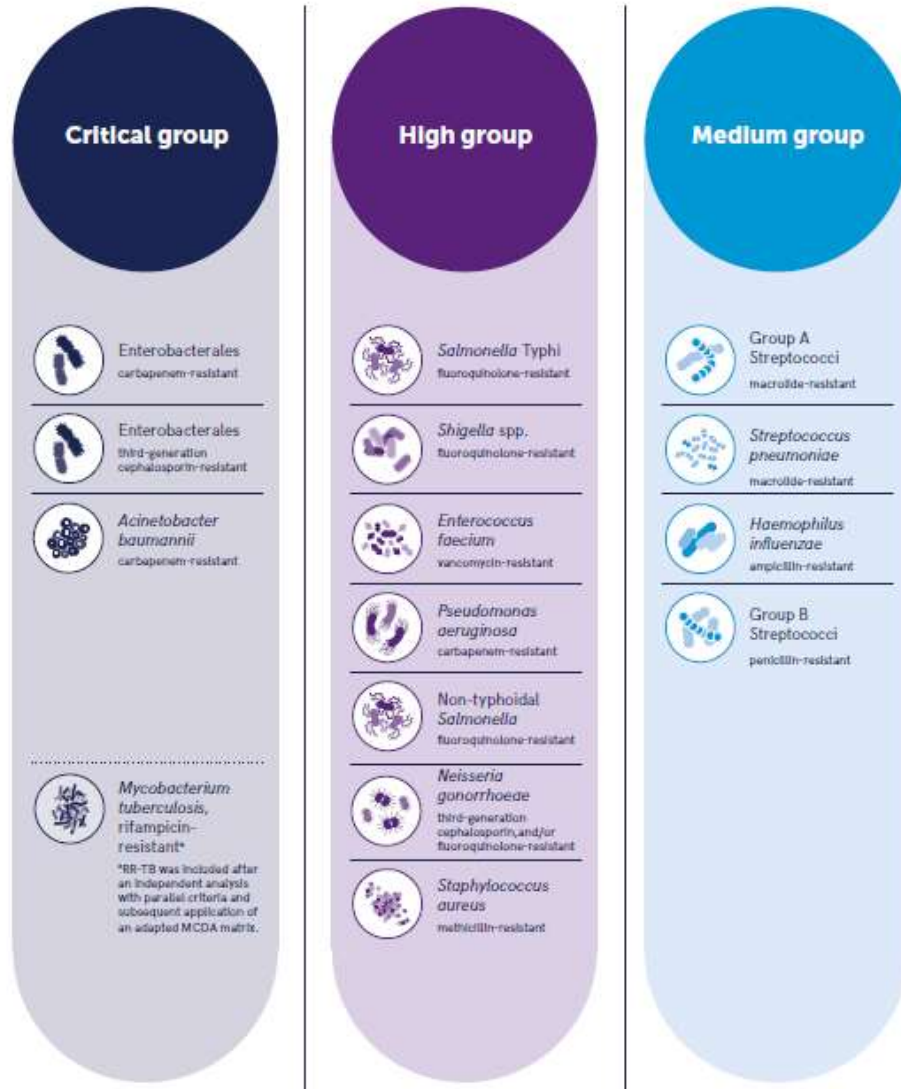 Critical group
Enterobacterales
carbapenem-resistant
Enterobacterales
third-generation
cephalosporin-resistant
Acinetobacter
baumannii
carbapenem-resistant
Mycobacterium
tuberculosis,
rifampicin-
resistant*
*RR-TB was included after
an independent analysis
with parallel criteria and
subsequent application of
an adapted MCDA matrix.
High group
Salmonella Typhi
fluoroquinolone-resistant
Shigella spp.
fluoroquinolone-resistant
Enterococcus
faecium
vancomycin-resistant
Pseudomonas
aeruginosa
carbapenem-resistant
Non-typhoidal
Salmonella
fluoroquinolone-resistant
Neisseria
gonorrhoeae
third-generation
cephalosporin,and/or
fluoroquinolone-resistant
Staphylococcus
aureus
methicillin-resistant
Medium group
Group A
Streptococci
macrolide-resistant
Streptococcus
pneumoniae
macrolide-resistant
Haemophilus
influenzae
ampicillin-resistant
Group B
Streptococci
penicillin-resistant